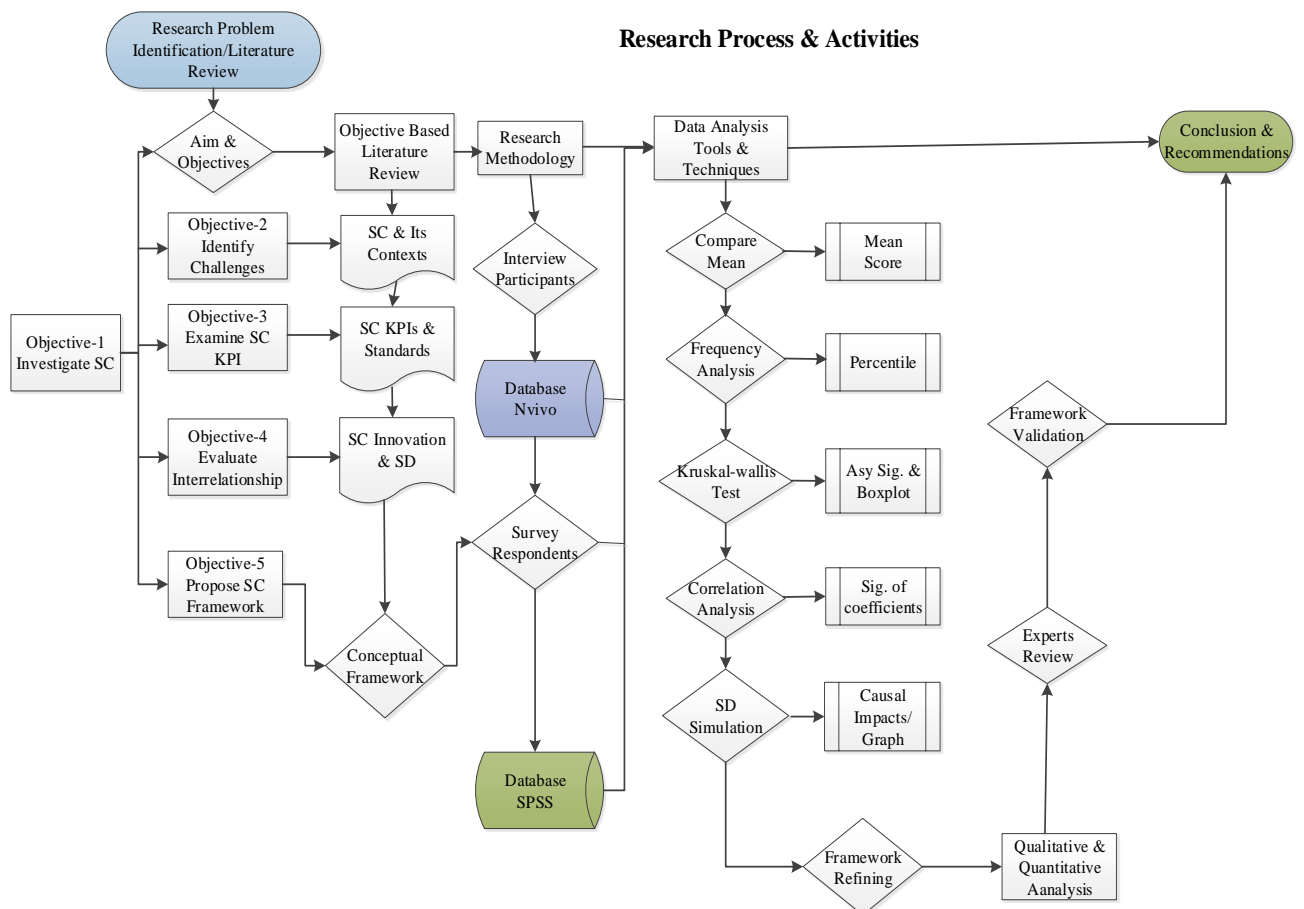 Research Process & Activities
Research Problem
Identification/Literature
Review
Aim &
Objectives
Objective Based
Literature
Review
Research
Methodology
Data Analysis
Tools &
Techniques
Conclusion &
Recommendations
Objective-2
Identify
Challenges
SC & Its
Contexts
Interview
Participants
Compare
Mean
Mean
Score
Objective-1
Investigate SC
Objective-3
Examine SC
KPI
SC KPIs &
Standards
Database
Nvivo
Frequency
Analysis
Percentile
Framework
Validation
Objective-4
Evaluate
Interrelationship
SC Innovation
& SD
Survey
Respondents
Kruskal-wallis
Test
Asy Sig. &
Boxplot
Objective-5
Propose SC
Framework
Conceptual
Framework
Correlation
Analysis
Sig. of
coefficients
Experts
Review
SD
Simulation
Causal
Impacts/
Graph
Database
SPSS
Framework
Refining
Qualitative &
Quantitative
Aanalysis